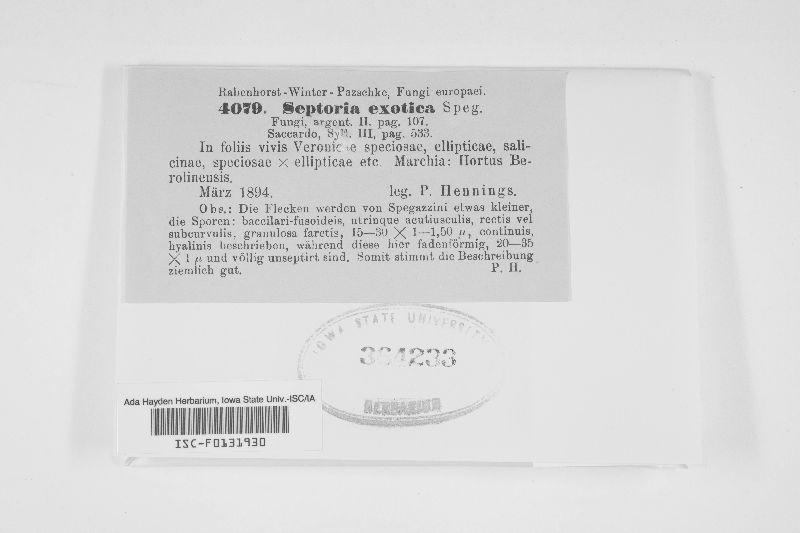 Rabenhorst-Winter-Pazschke, Fungi europaei.
4079. Septoria exotica Speg.
Fungi, argent. II. pag. 107.
Saccardo, Syll. III, pag. 533.
In foliis vivis Veronicae speciosae, ellipticae, sali-
cinae, speciosae × ellipticae etc. Marchia: Hortus Be-
rolinensis.
März 1894. leg. P. Hennings.
Obs.: Die Flecken werden von Spegazzini etwas kleiner,
die Sporen: baccilari-fusoideis, utrinque acutiusculis, rectis vel
subcurvulis, granulosa farctis, 15—30 × 1—1,50 µ, continuis,
hyalinis beschrieben, während diese hier fadenförmig, 20—35
× 1 µ und völlig unseptirt sind. Somit stimmt die Beschreibung
ziemlich gut. P. H.
IOWA STATE UNIVERSITY
364233
HERBARIUM
Ada Hayden Herbarium, Iowa State Univ.-ISC/IA
ISC-F0131930